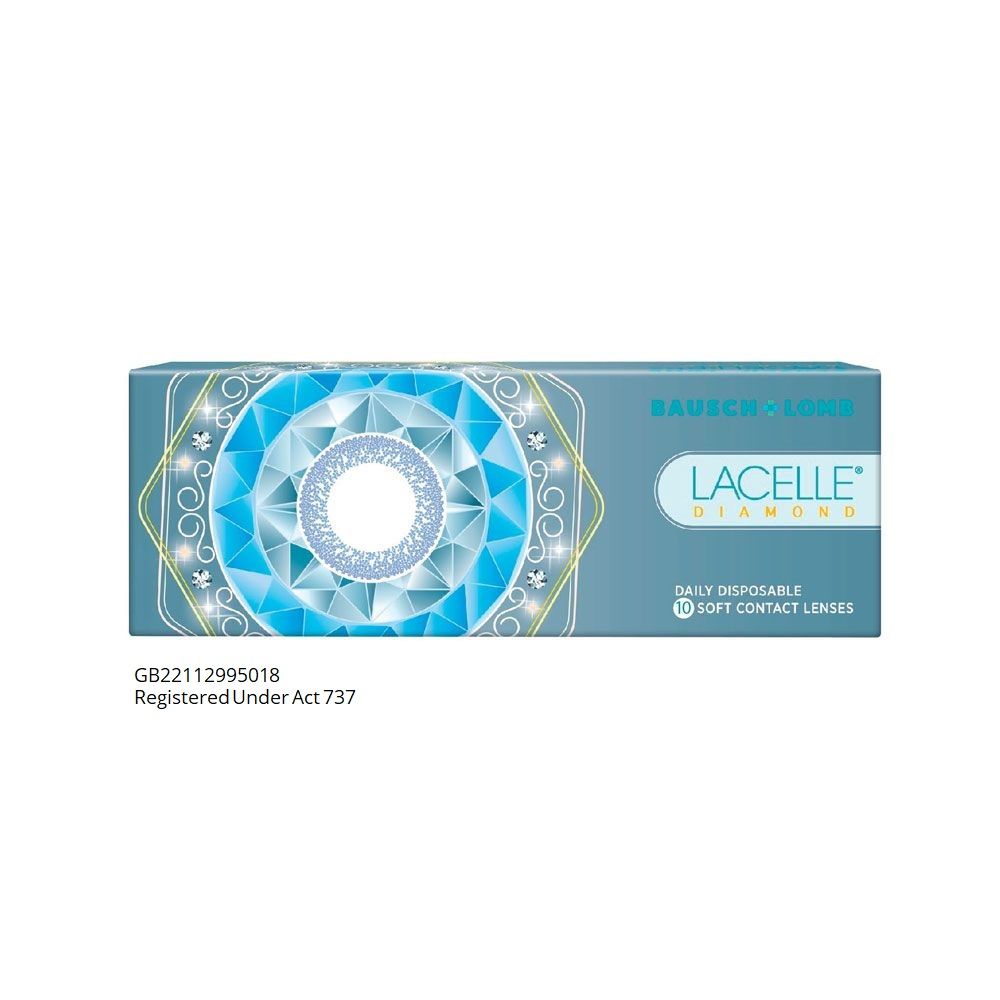 BAUSCH + LOMB
LACELLE®
DIAMOND
DAILY DISPOSABLE
10 SOFT CONTACT LENSES
GB22112995018
Registered Under Act 737